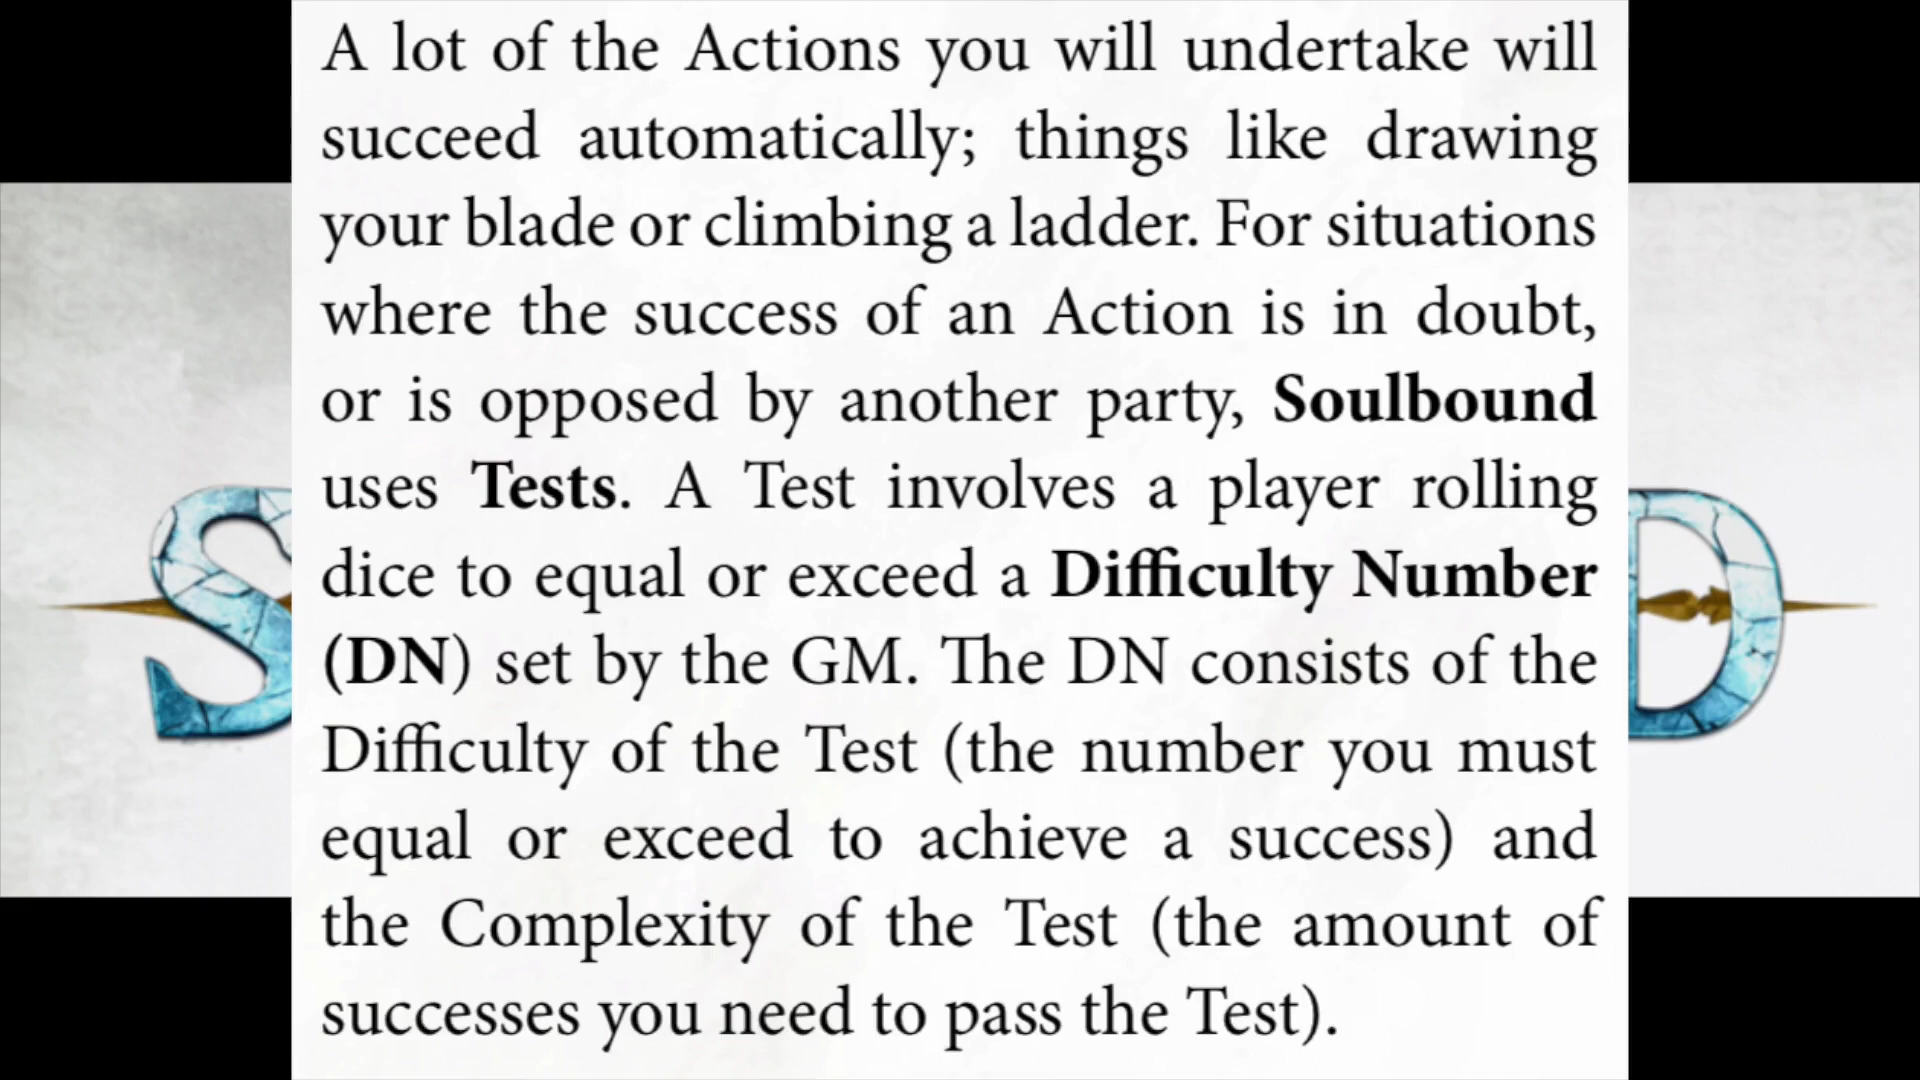 A lot of the Actions you will undertake will
succeed automatically; things like drawing
your blade or climbing a ladder. For situations
where the success of an Action is in doubt,
or is opposed by another party, Soulbound
uses Tests. A Test involves a player rolling
dice to equal or exceed a Difficulty Number
(DN) set by the GM. The DN consists of the
Difficulty of the Test (the number you must
equal or exceed to achieve a success) and
the Complexity of the Test (the amount of
successes you need to pass the Test).
S
D